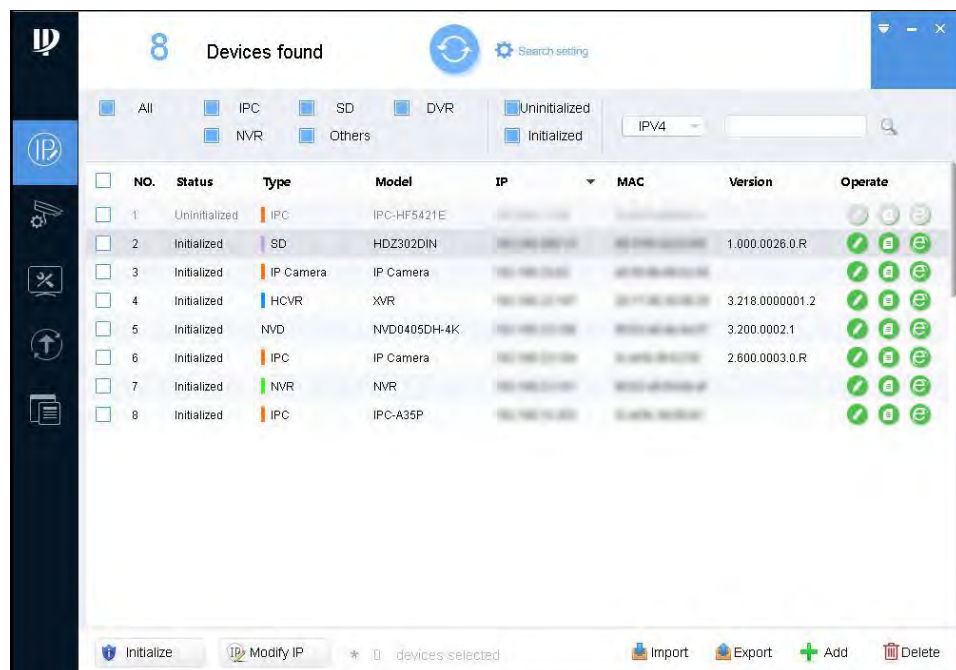 8 Devices found Search setting
All IPC SD DVR Uninitialized
NVR Others Initialized IPV4
NO. Status Type Model IP MAC Version Operate
1 Uninitialized IPC IPC-HF5421E
2 Initialized SD HDZ302DIN 1.000.0026.0.R
3 Initialized IP Camera IP Camera
4 Initialized HCVR XVR 3.218.0000001.2
5 Initialized NVD NVD0405DH-4K 3.200.0002.1
6 Initialized IPC IP Camera 2.600.0003.0.R
7 Initialized NVR NVR
8 Initialized IPC IPC-A35P
Initialize Modify IP * 0 devices selected Import Export Add Delete